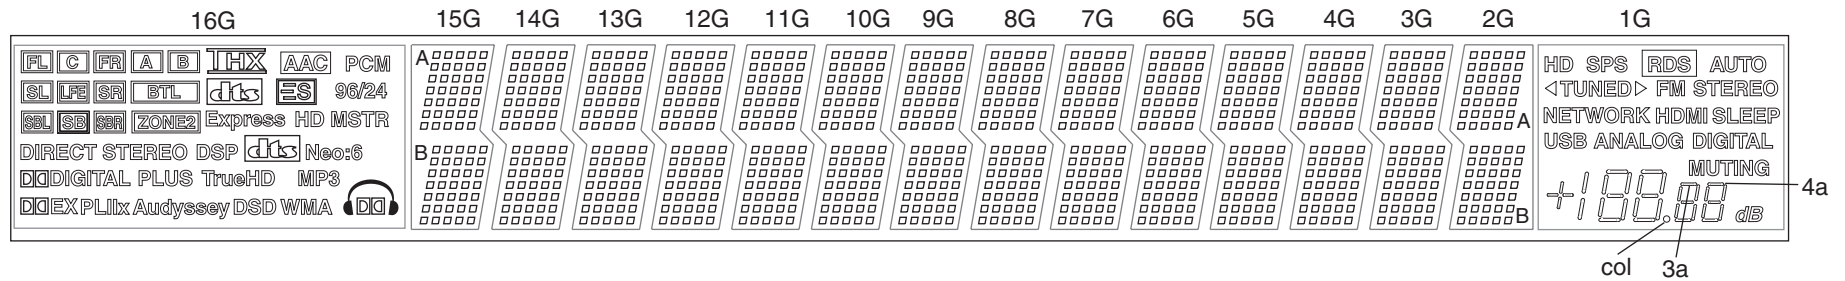 16G 15G 14G 13G 12G 11G 10G 9G 8G 7G 6G 5G 4G 3G 2G 1G
FL C FR A B THX AAC PCM
SL LFE SR BTL dts ES 96/24
SBL SB SBR ZONE2 Express HD MSTR
DIRECT STEREO DSP dts Neo:6
DIGITAL PLUS TrueHD MP3
EX PLIIx Audyssey DSD WMA
A
B
A
B
HD SPS RDS AUTO
TUNED FM STEREO
NETWORK HDMI SLEEP
USB ANALOG DIGITAL
MUTING
+188.88 dB
4a
col 3a